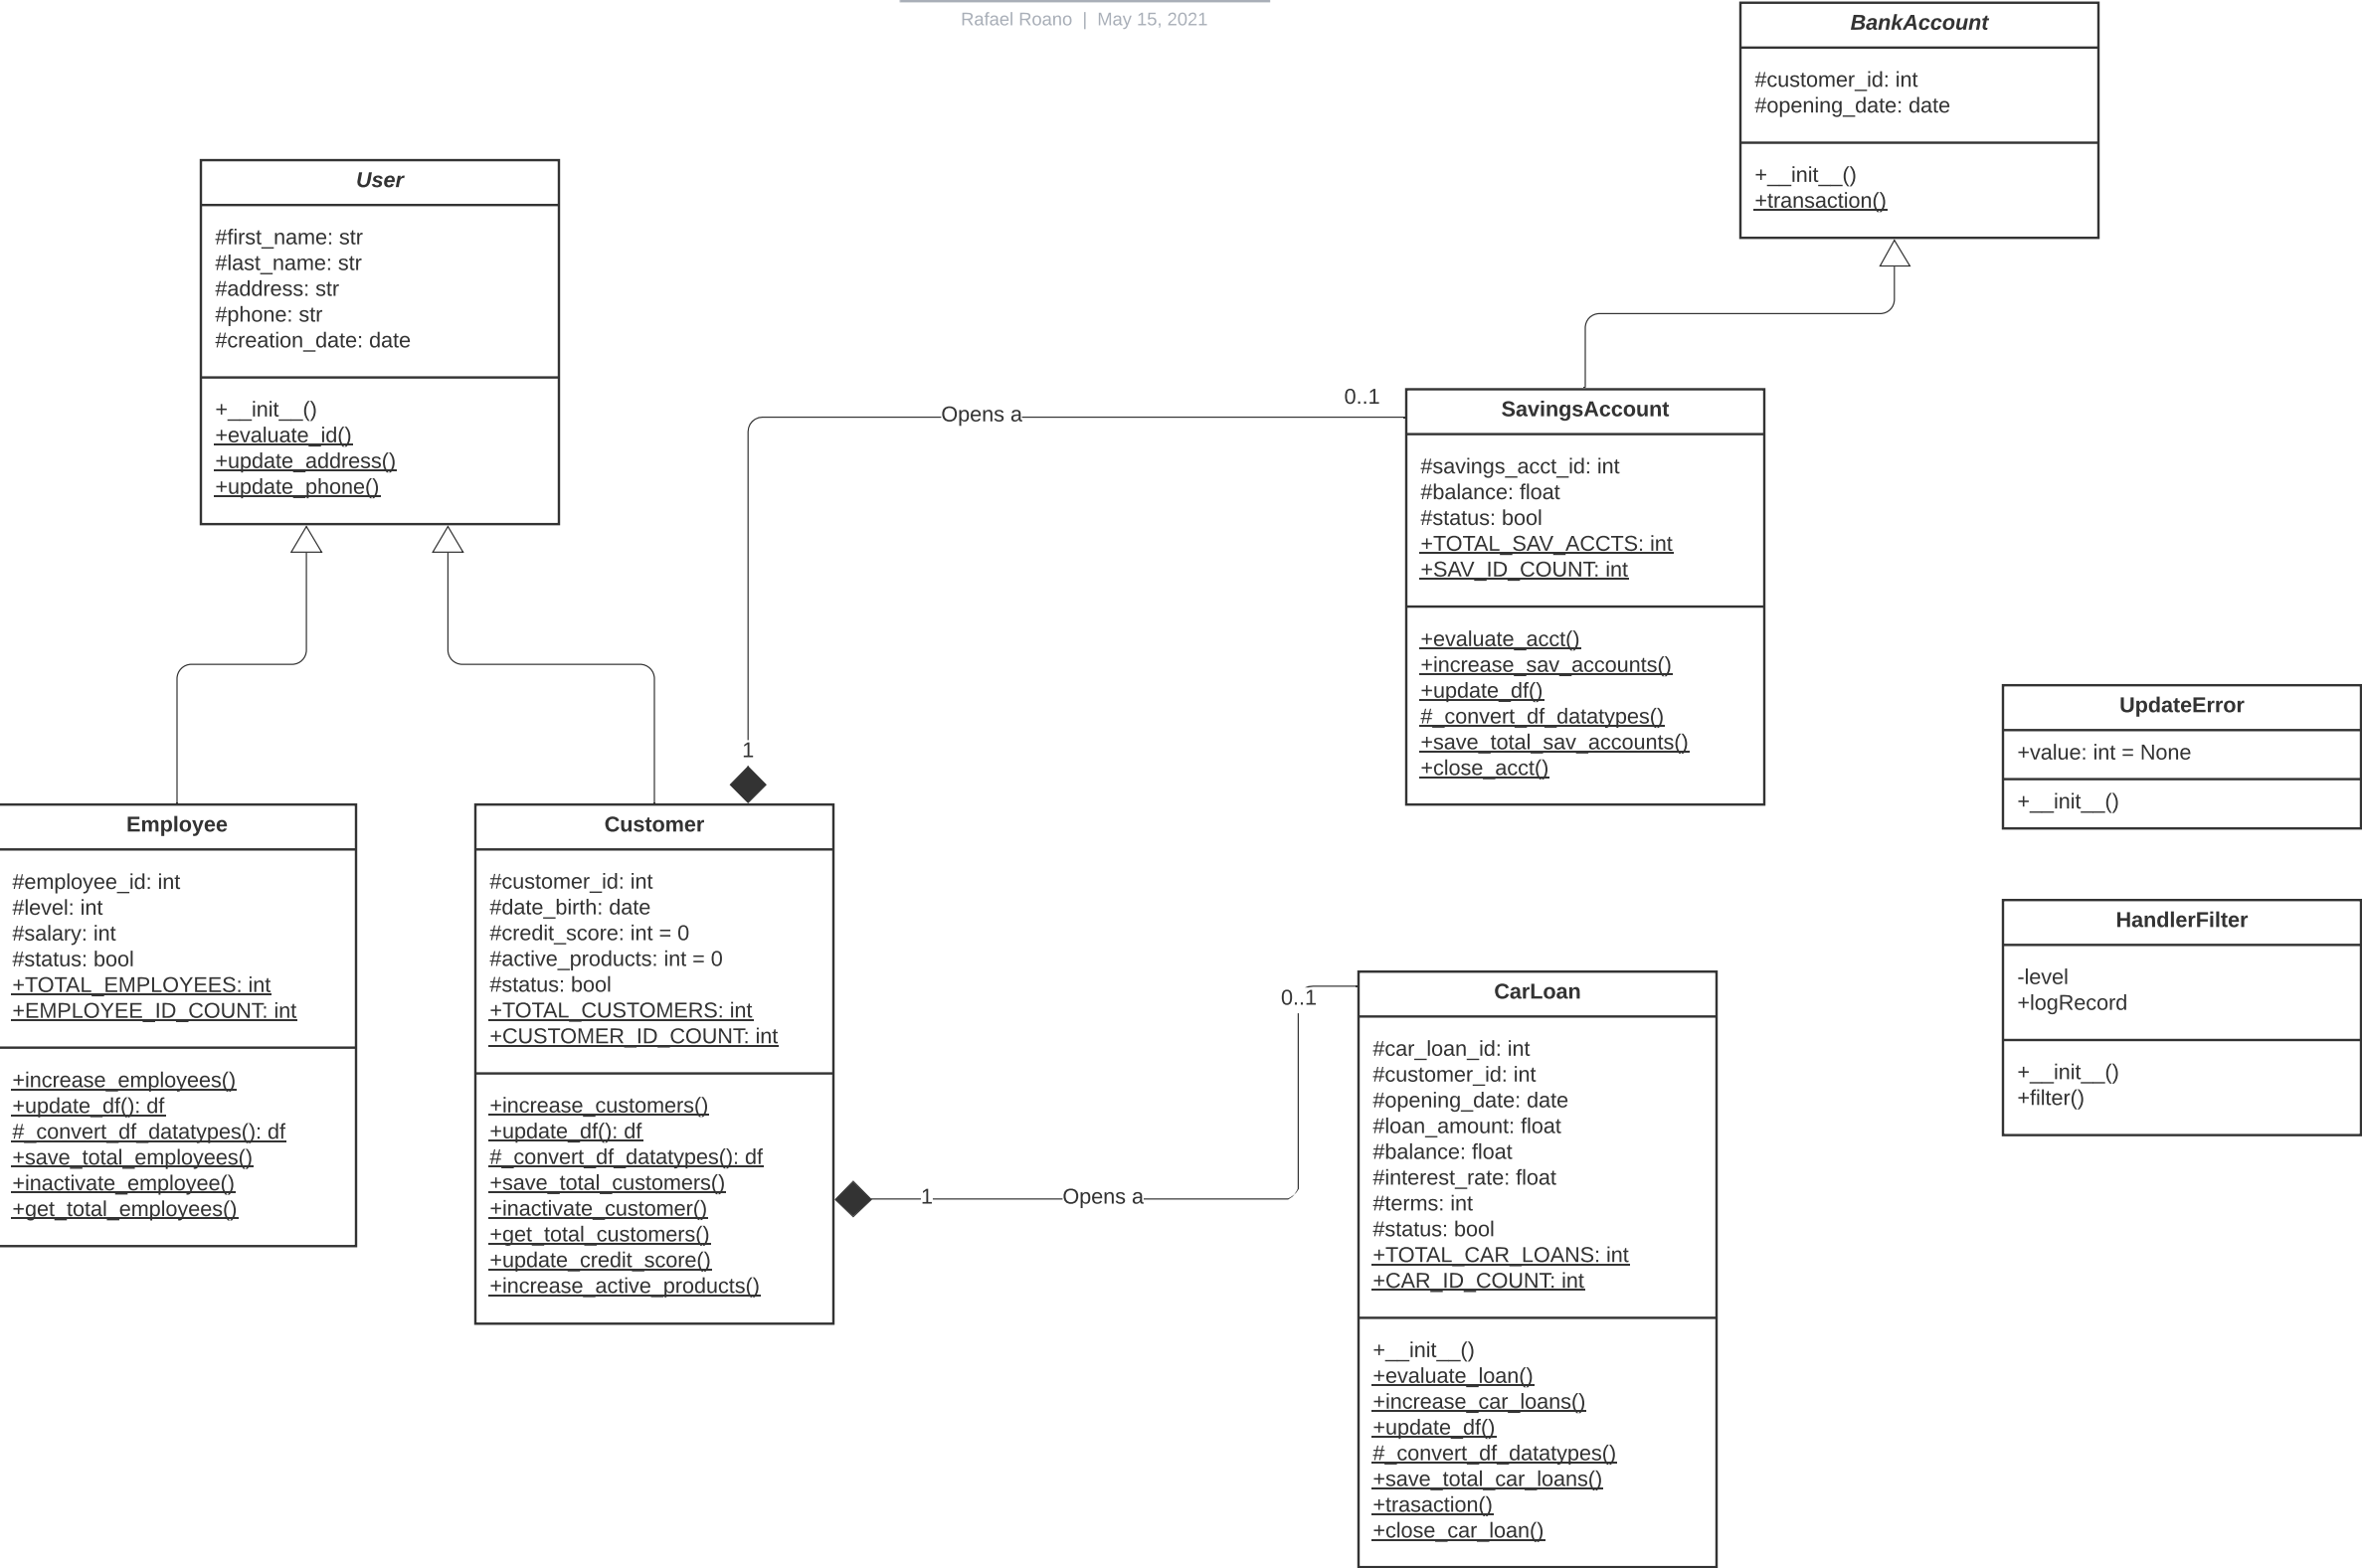 Rafael Roano | May 15, 2021
BankAccount
#customer_id: int
#opening_date: date
+__init__()
+transaction()
User
#first_name: str
#last_name: str
#address: str
#phone: str
#creation_date: date
+__init__()
+evaluate_id()
+update_address()
+update_phone()
Opens a
0..1
1
SavingsAccount
#savings_acct_id: int
#balance: float
#status: bool
+TOTAL_SAV_ACCTS: int
+SAV_ID_COUNT: int
+evaluate_acct()
+increase_sav_accounts()
+update_df()
#_convert_df_datatypes()
+save_total_sav_accounts()
+close_acct()
UpdateError
+value: int = None
+__init__()
Employee
#employee_id: int
#level: int
#salary: int
#status: bool
+TOTAL_EMPLOYEES: int
+EMPLOYEE_ID_COUNT: int
+increase_employees()
+update_df(): df
#_convert_df_datatypes(): df
+save_total_employees()
+inactivate_employee()
+get_total_employees()
Customer
#customer_id: int
#date_birth: date
#credit_score: int = 0
#active_products: int = 0
#status: bool
+TOTAL_CUSTOMERS: int
+CUSTOMER_ID_COUNT: int
+increase_customers()
+update_df(): df
#_convert_df_datatypes(): df
+save_total_customers()
+inactivate_customer()
+get_total_customers()
+update_credit_score()
+increase_active_products()
1
Opens a
0..1
CarLoan
#car_loan_id: int
#customer_id: int
#opening_date: date
#loan_amount: float
#balance: float
#interest_rate: float
#terms: int
#status: bool
+TOTAL_CAR_LOANS: int
+CAR_ID_COUNT: int
+__init__()
+evaluate_loan()
+increase_car_loans()
+update_df()
#_convert_df_datatypes()
+save_total_car_loans()
+trasaction()
+close_car_loan()
HandlerFilter
-level
+logRecord
+__init__()
+filter()